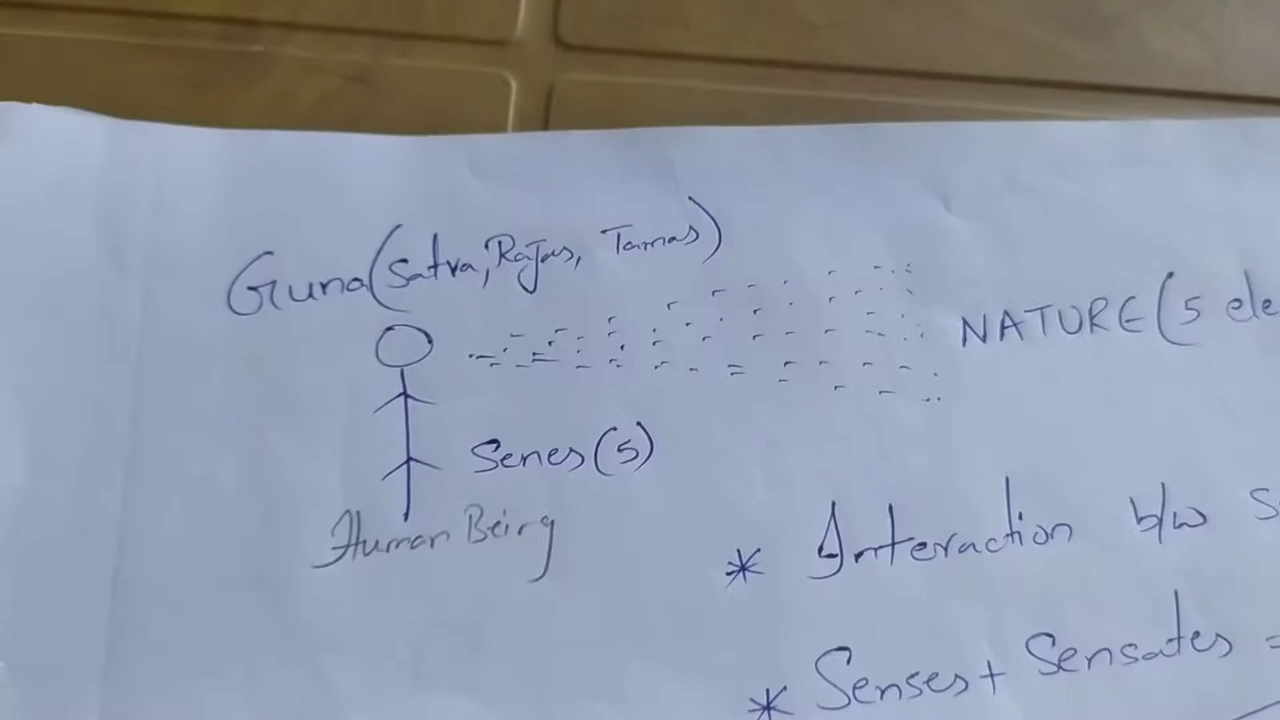 Guna (Satva, Rajas, Tamas)
NATURE (5 ele
Senes (5)
Human Being
* Interaction b/w S
* Senses + Sensates =